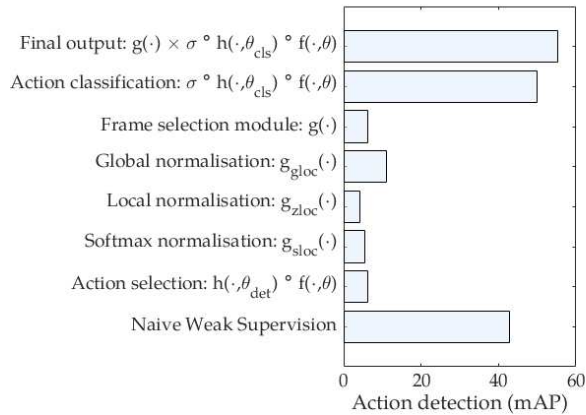 Final output: g(·) × σ ° h(·,θcls) ° f(·,θ)
Action classification: σ ° h(·,θcls) ° f(·,θ)
Frame selection module: g(·)
Global normalisation: ggloc(·)
Local normalisation: gzloc(·)
Softmax normalisation: gsloc(·)
Action selection: h(·,θdet) ° f(·,θ)
Naive Weak Supervision
0 20 40 60
Action detection (mAP)